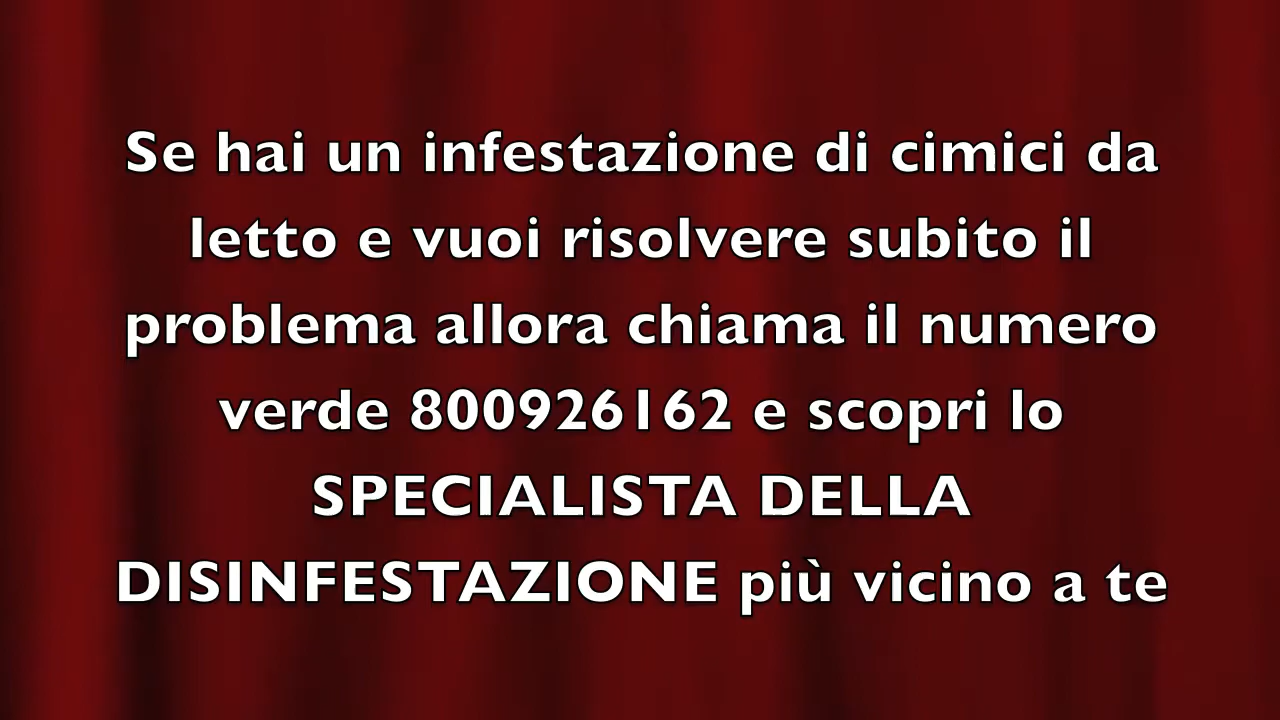 Se hai un infestazione di cimici da
letto e vuoi risolvere subito il
problema allora chiama il numero
verde 800926162 e scopri lo
SPECIALISTA DELLA
DISINFESTAZIONE più vicino a te